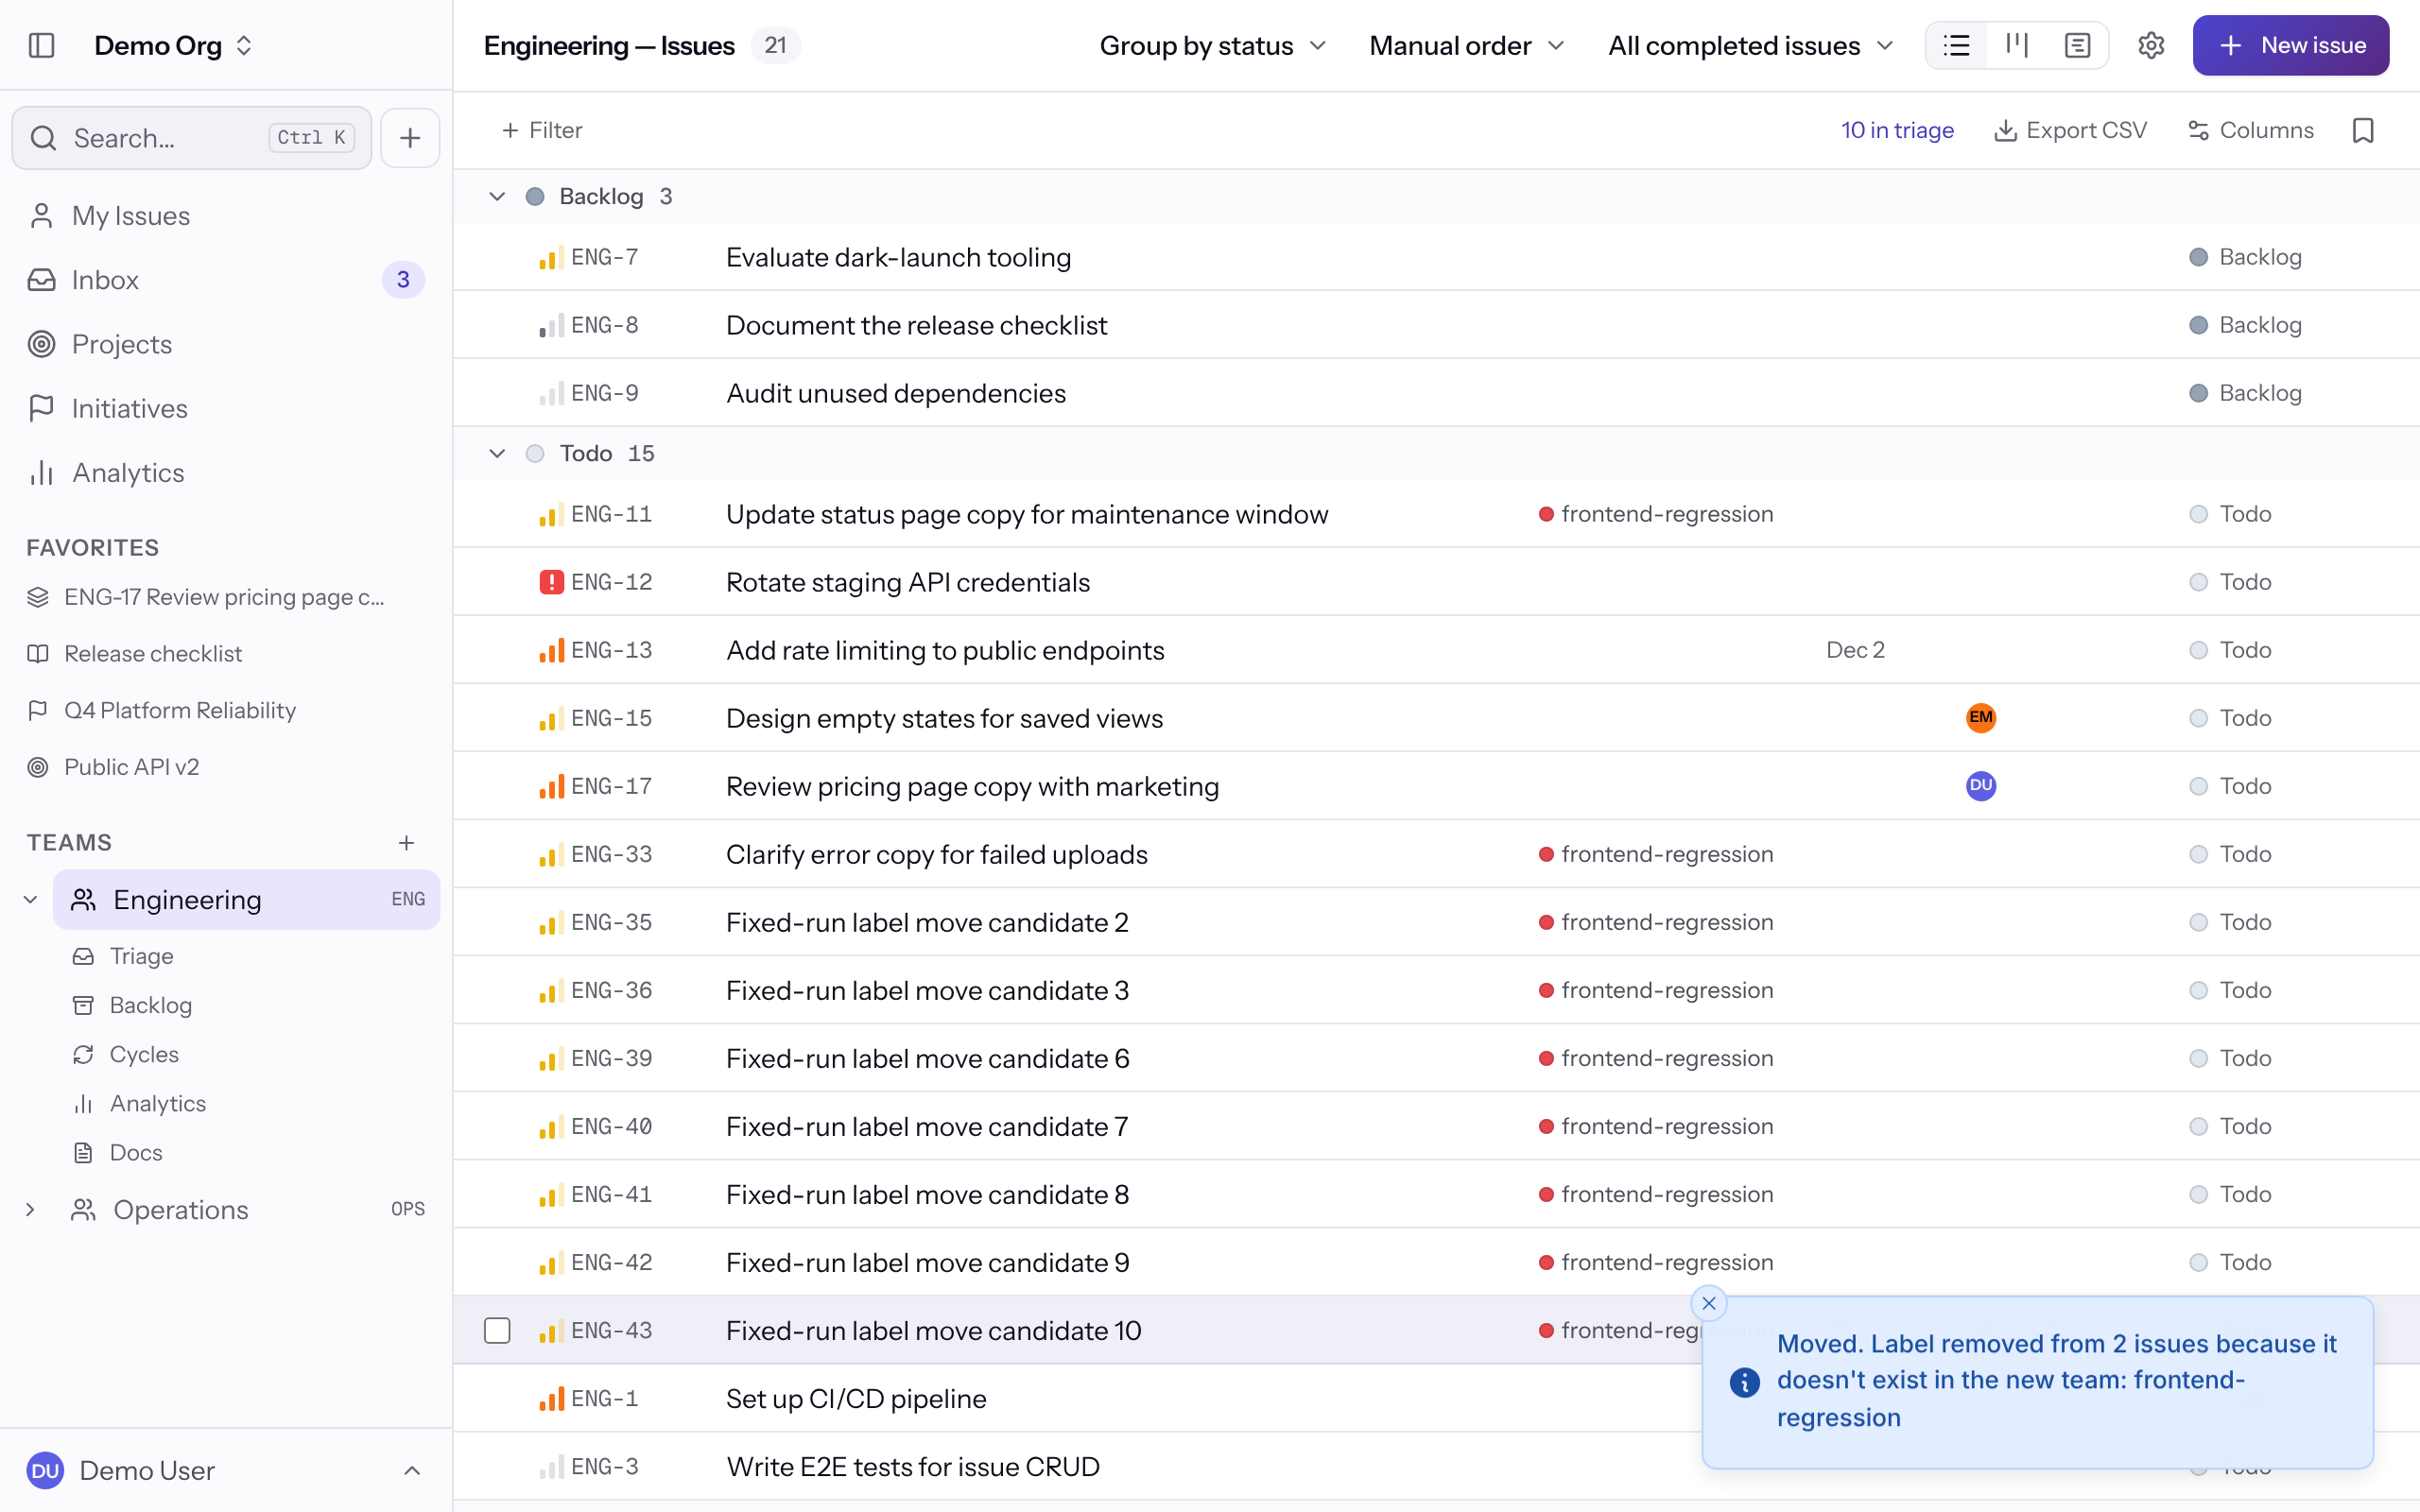 Demo Org
Search...
Ctrl K
My Issues
Inbox
3
Projects
Initiatives
Analytics
FAVORITES
ENG-17 Review pricing page c...
Release checklist
Q4 Platform Reliability
Public API v2
TEAMS
Engineering
ENG
Triage
Backlog
Cycles
Analytics
Docs
Operations
OPS
DU
Demo User
Engineering — Issues 21
Group by status
Manual order
All completed issues
New issue
Filter
10 in triage
Export CSV
Columns
Backlog 3
ENG-7 Evaluate dark-launch tooling Backlog
ENG-8 Document the release checklist Backlog
ENG-9 Audit unused dependencies Backlog
Todo 15
ENG-11 Update status page copy for maintenance window frontend-regression Todo
ENG-12 Rotate staging API credentials Todo
ENG-13 Add rate limiting to public endpoints Dec 2 Todo
ENG-15 Design empty states for saved views EM Todo
ENG-17 Review pricing page copy with marketing DU Todo
ENG-33 Clarify error copy for failed uploads frontend-regression Todo
ENG-35 Fixed-run label move candidate 2 frontend-regression Todo
ENG-36 Fixed-run label move candidate 3 frontend-regression Todo
ENG-39 Fixed-run label move candidate 6 frontend-regression Todo
ENG-40 Fixed-run label move candidate 7 frontend-regression Todo
ENG-41 Fixed-run label move candidate 8 frontend-regression Todo
ENG-42 Fixed-run label move candidate 9 frontend-regression Todo
ENG-43 Fixed-run label move candidate 10 frontend-regression
ENG-1 Set up CI/CD pipeline
ENG-3 Write E2E tests for issue CRUD Todo
Moved. Label removed from 2 issues because it
doesn't exist in the new team: frontend-
regression